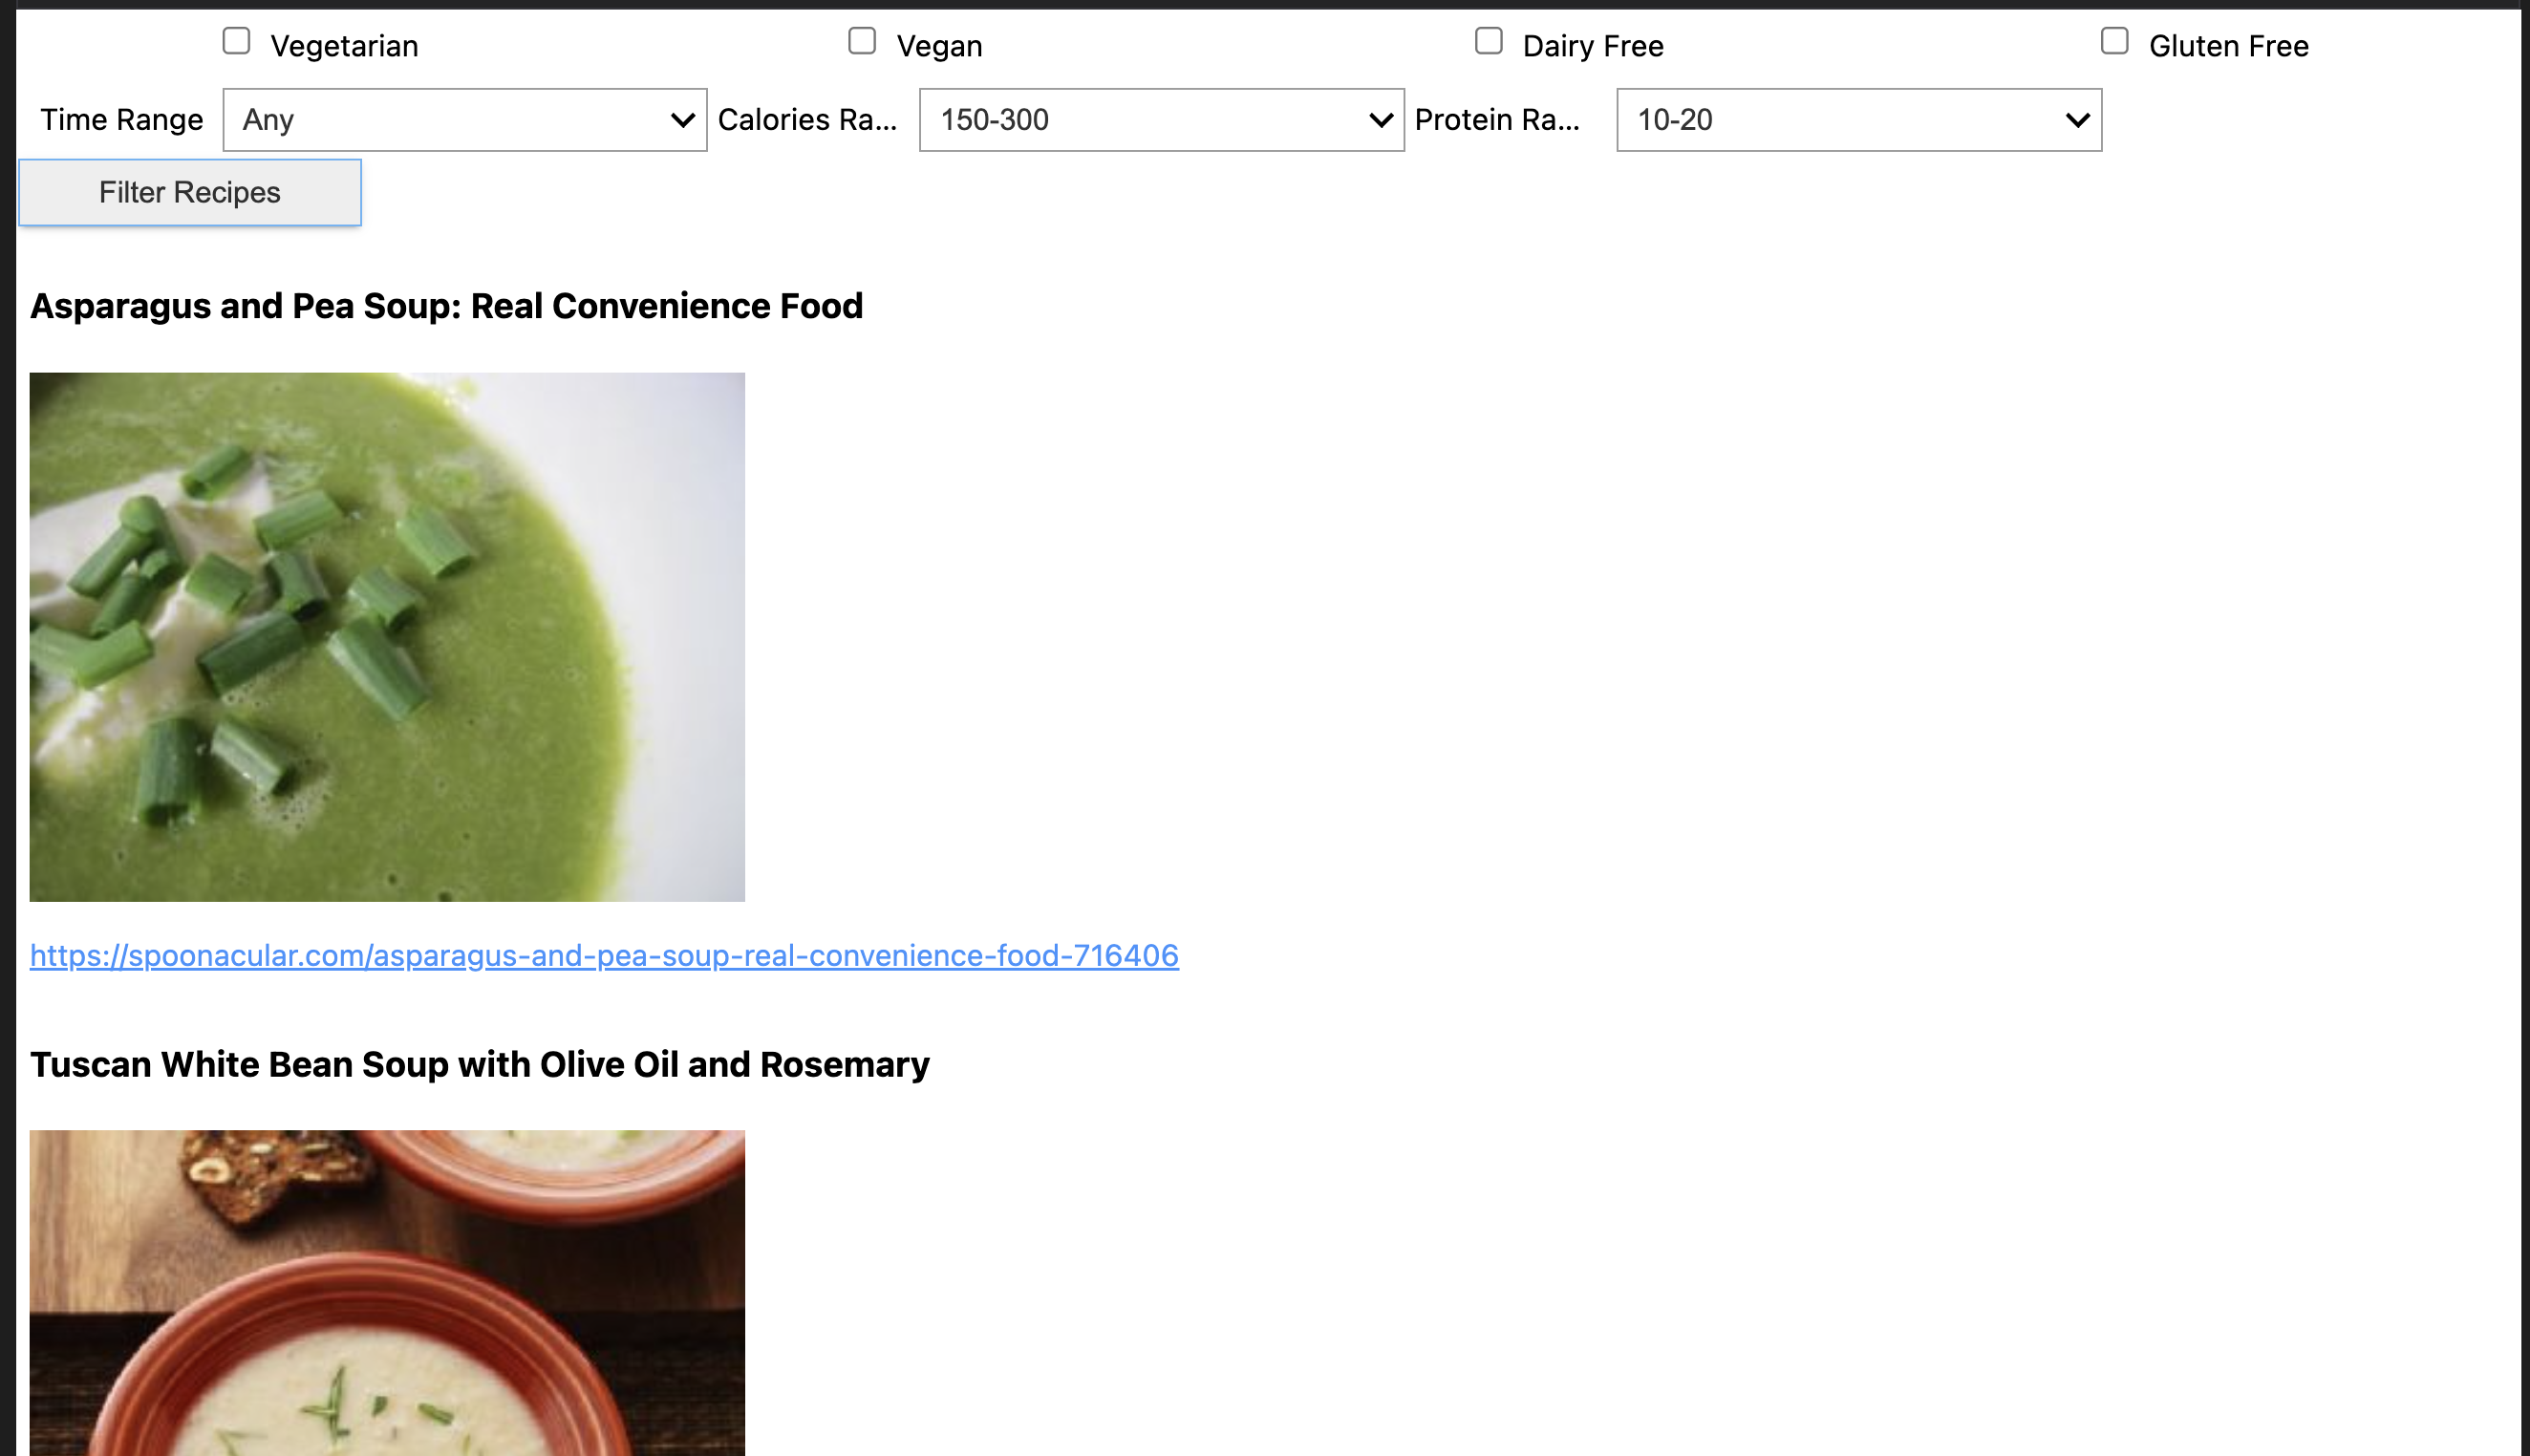 Vegetarian Vegan Dairy Free Gluten Free
Time Range Any Calories Ra... 150-300 Protein Ra... 10-20
Filter Recipes
Asparagus and Pea Soup: Real Convenience Food
https://spoonacular.com/asparagus-and-pea-soup-real-convenience-food-716406
Tuscan White Bean Soup with Olive Oil and Rosemary